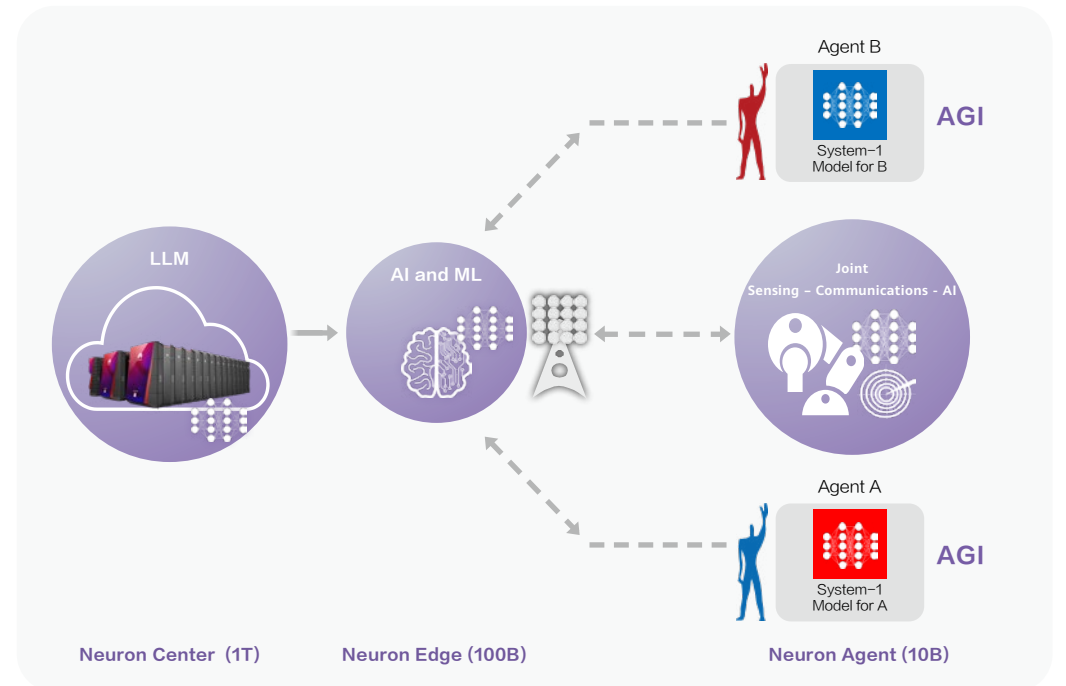 Agent B
AGI
System-1
Model for B
LLM
AI and ML
Joint
Sensing – Communications - AI
Agent A
AGI
System-1
Model for A
Neuron Center (1T)
Neuron Edge (100B)
Neuron Agent (10B)